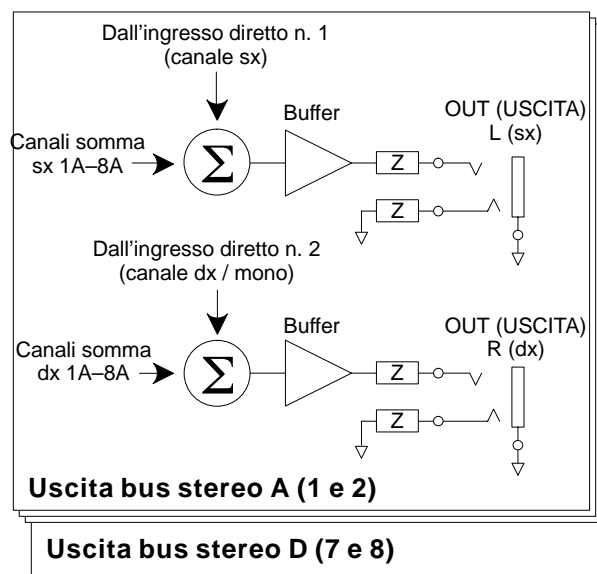 Dall'ingresso diretto n. 1
(canale sx)
Buffer
OUT (USCITA)
L (sx)
Canali somma
sx 1A–8A
Σ
Z
Z
Dall'ingresso diretto n. 2
(canale dx / mono)
Buffer
OUT (USCITA)
R (dx)
Canali somma
dx 1A–8A
Σ
Z
Z
Uscita bus stereo A (1 e 2)
Uscita bus stereo D (7 e 8)